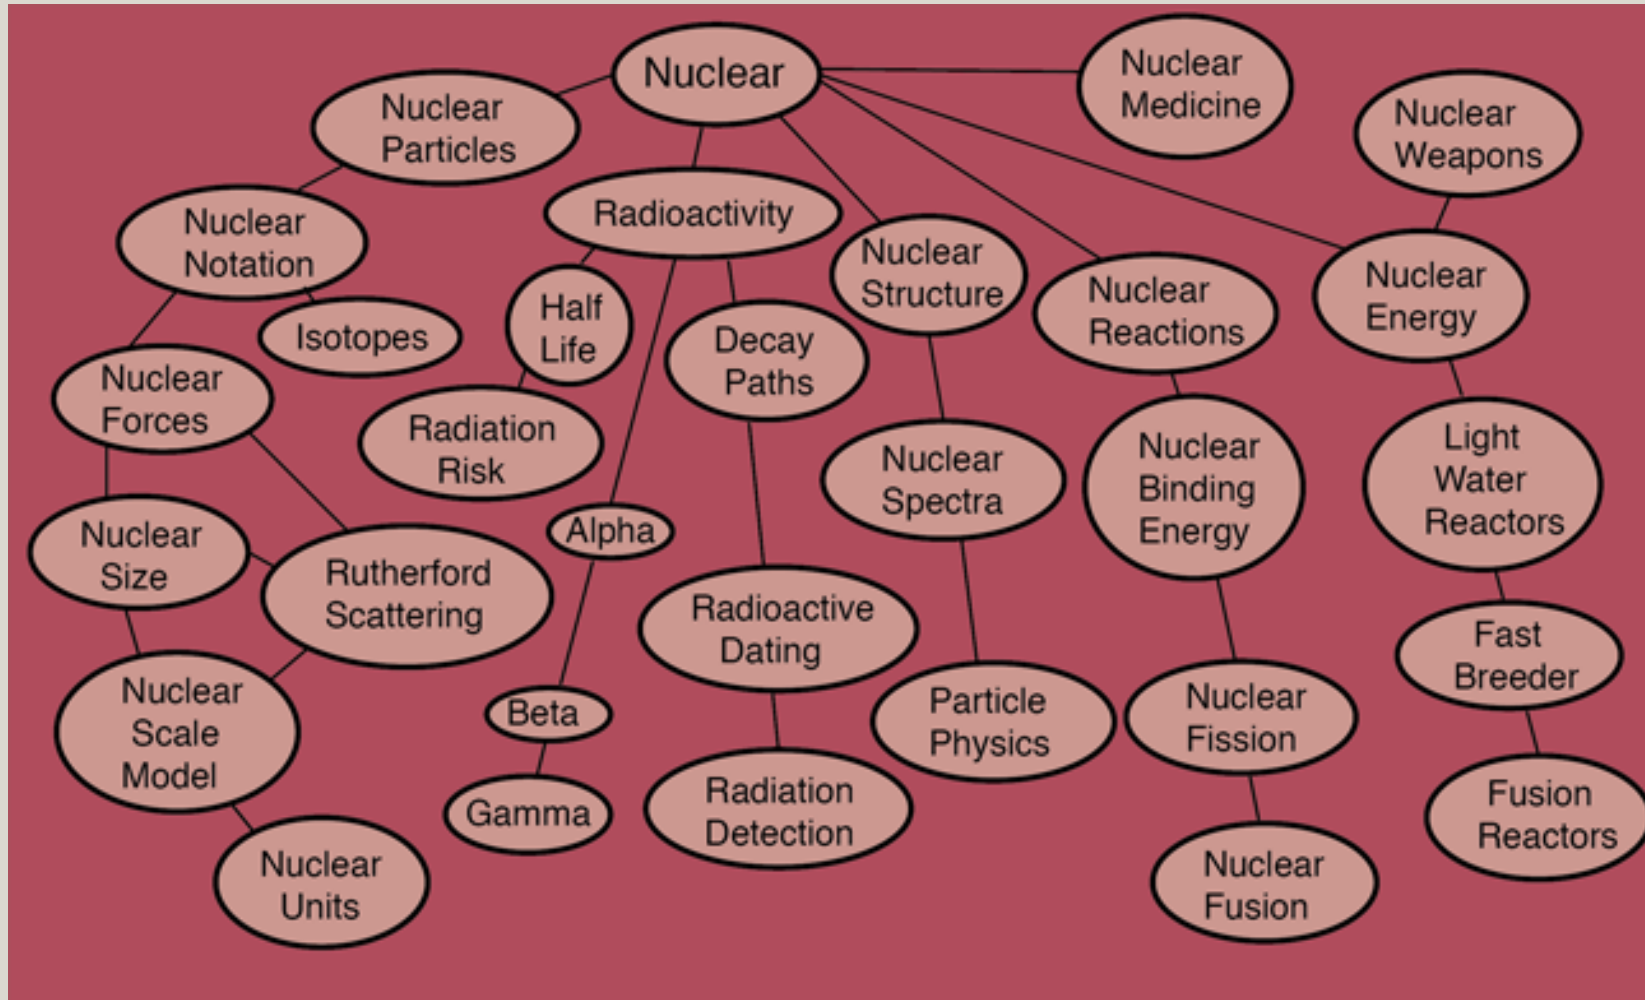 Nuclear
Nuclear
Medicine
Nuclear
Particles
Nuclear
Weapons
Nuclear
Notation
Radioactivity
Nuclear
Structure
Nuclear
Reactions
Nuclear
Energy
Isotopes
Half
Life
Decay
Paths
Nuclear
Forces
Radiation
Risk
Nuclear
Spectra
Nuclear
Binding
Energy
Light
Water
Reactors
Nuclear
Size
Rutherford
Scattering
Alpha
Radioactive
Dating
Fast
Breeder
Nuclear
Scale
Model
Beta
Particle
Physics
Nuclear
Fission
Gamma
Radiation
Detection
Fusion
Reactors
Nuclear
Units
Nuclear
Fusion